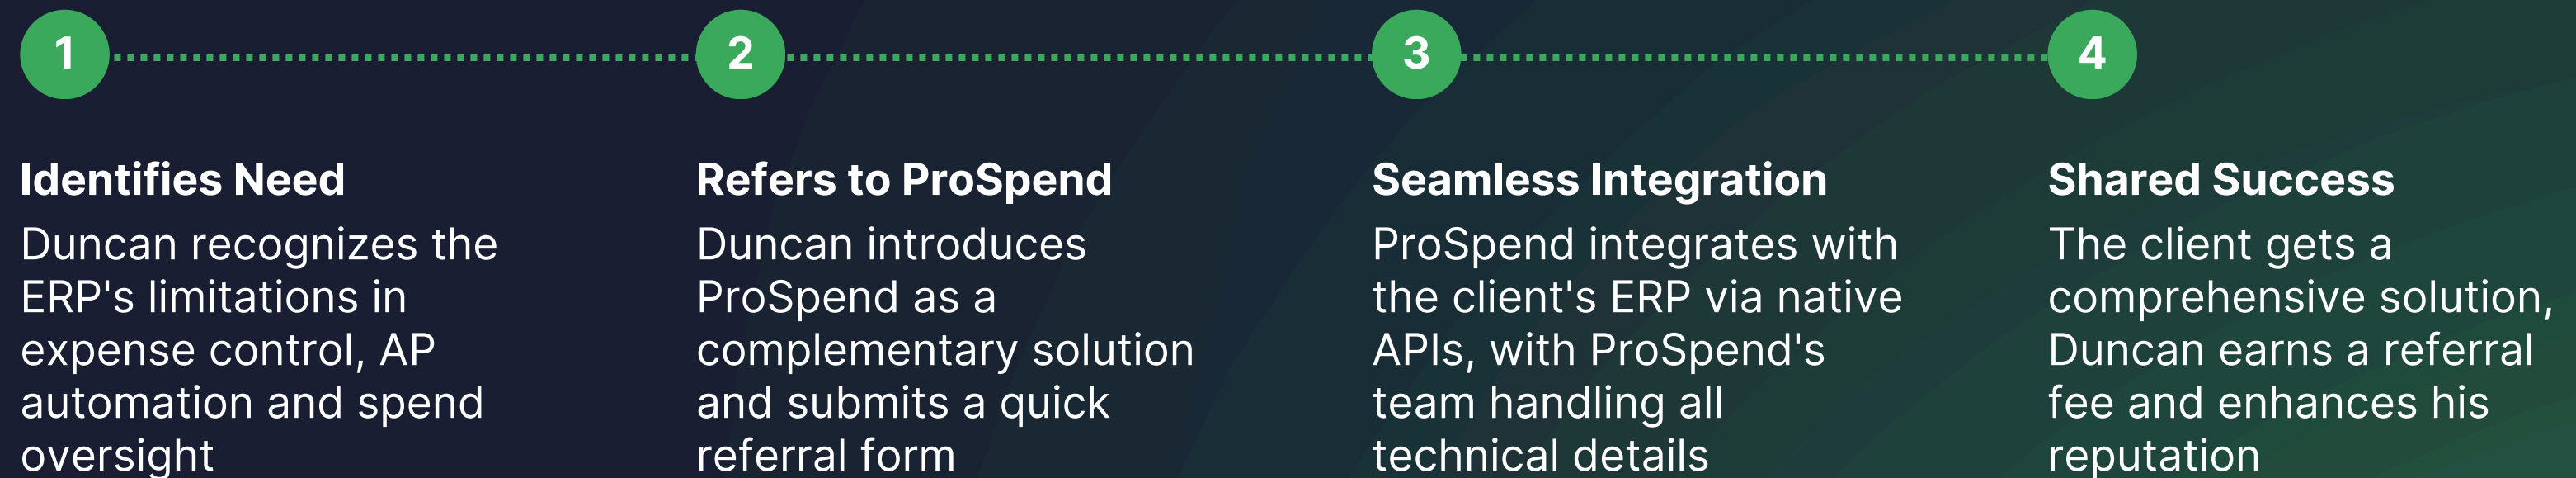 1
2
3
4
Identifies Need
Duncan recognizes the
ERP's limitations in
expense control, AP
automation and spend
oversight
Refers to ProSpend
Duncan introduces
ProSpend as a
complementary solution
and submits a quick
referral form
Seamless Integration
ProSpend integrates with
the client's ERP via native
APIs, with ProSpend's
team handling all
technical details
Shared Success
The client gets a
comprehensive solution,
Duncan earns a referral
fee and enhances his
reputation